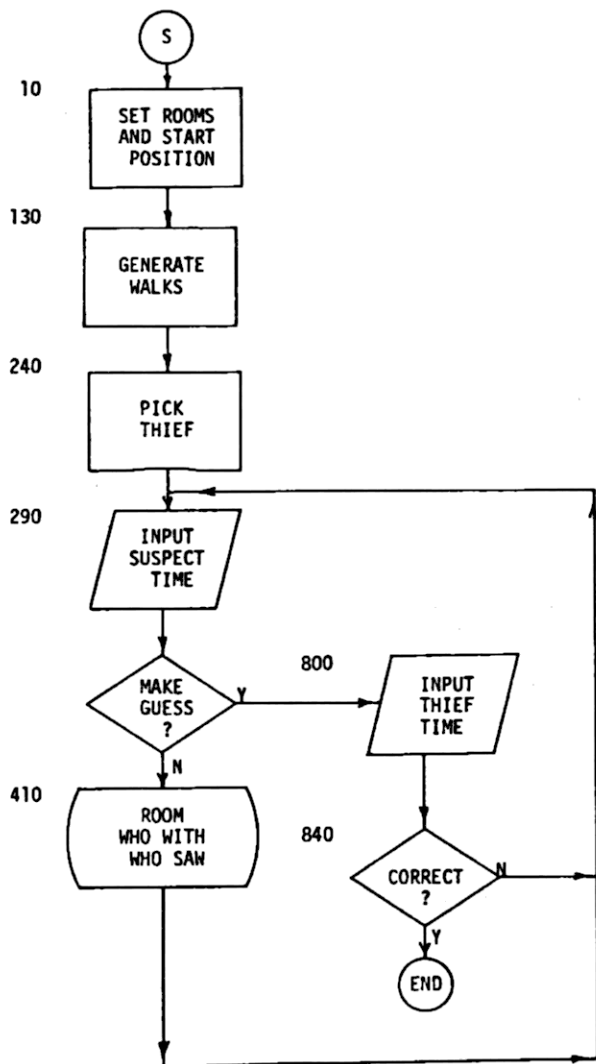 S
10
SET ROOMS
AND START
POSITION
130
GENERATE
WALKS
240
PICK
THIEF
290
INPUT
SUSPECT
TIME
MAKE
GUESS
?
Y
N
800
INPUT
THIEF
TIME
410
ROOM
WHO WITH
WHO SAW
840
CORRECT
?
N
Y
END